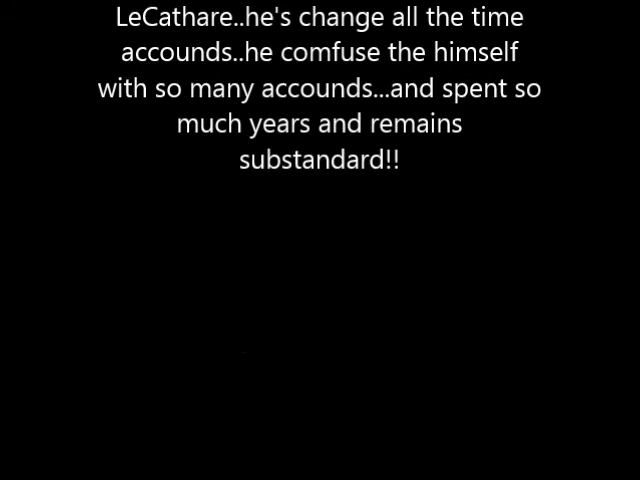 LeCathare..he's change all the time
accounds..he comfuse the himself
with so many accounds...and spent so
much years and remains
substandard!!